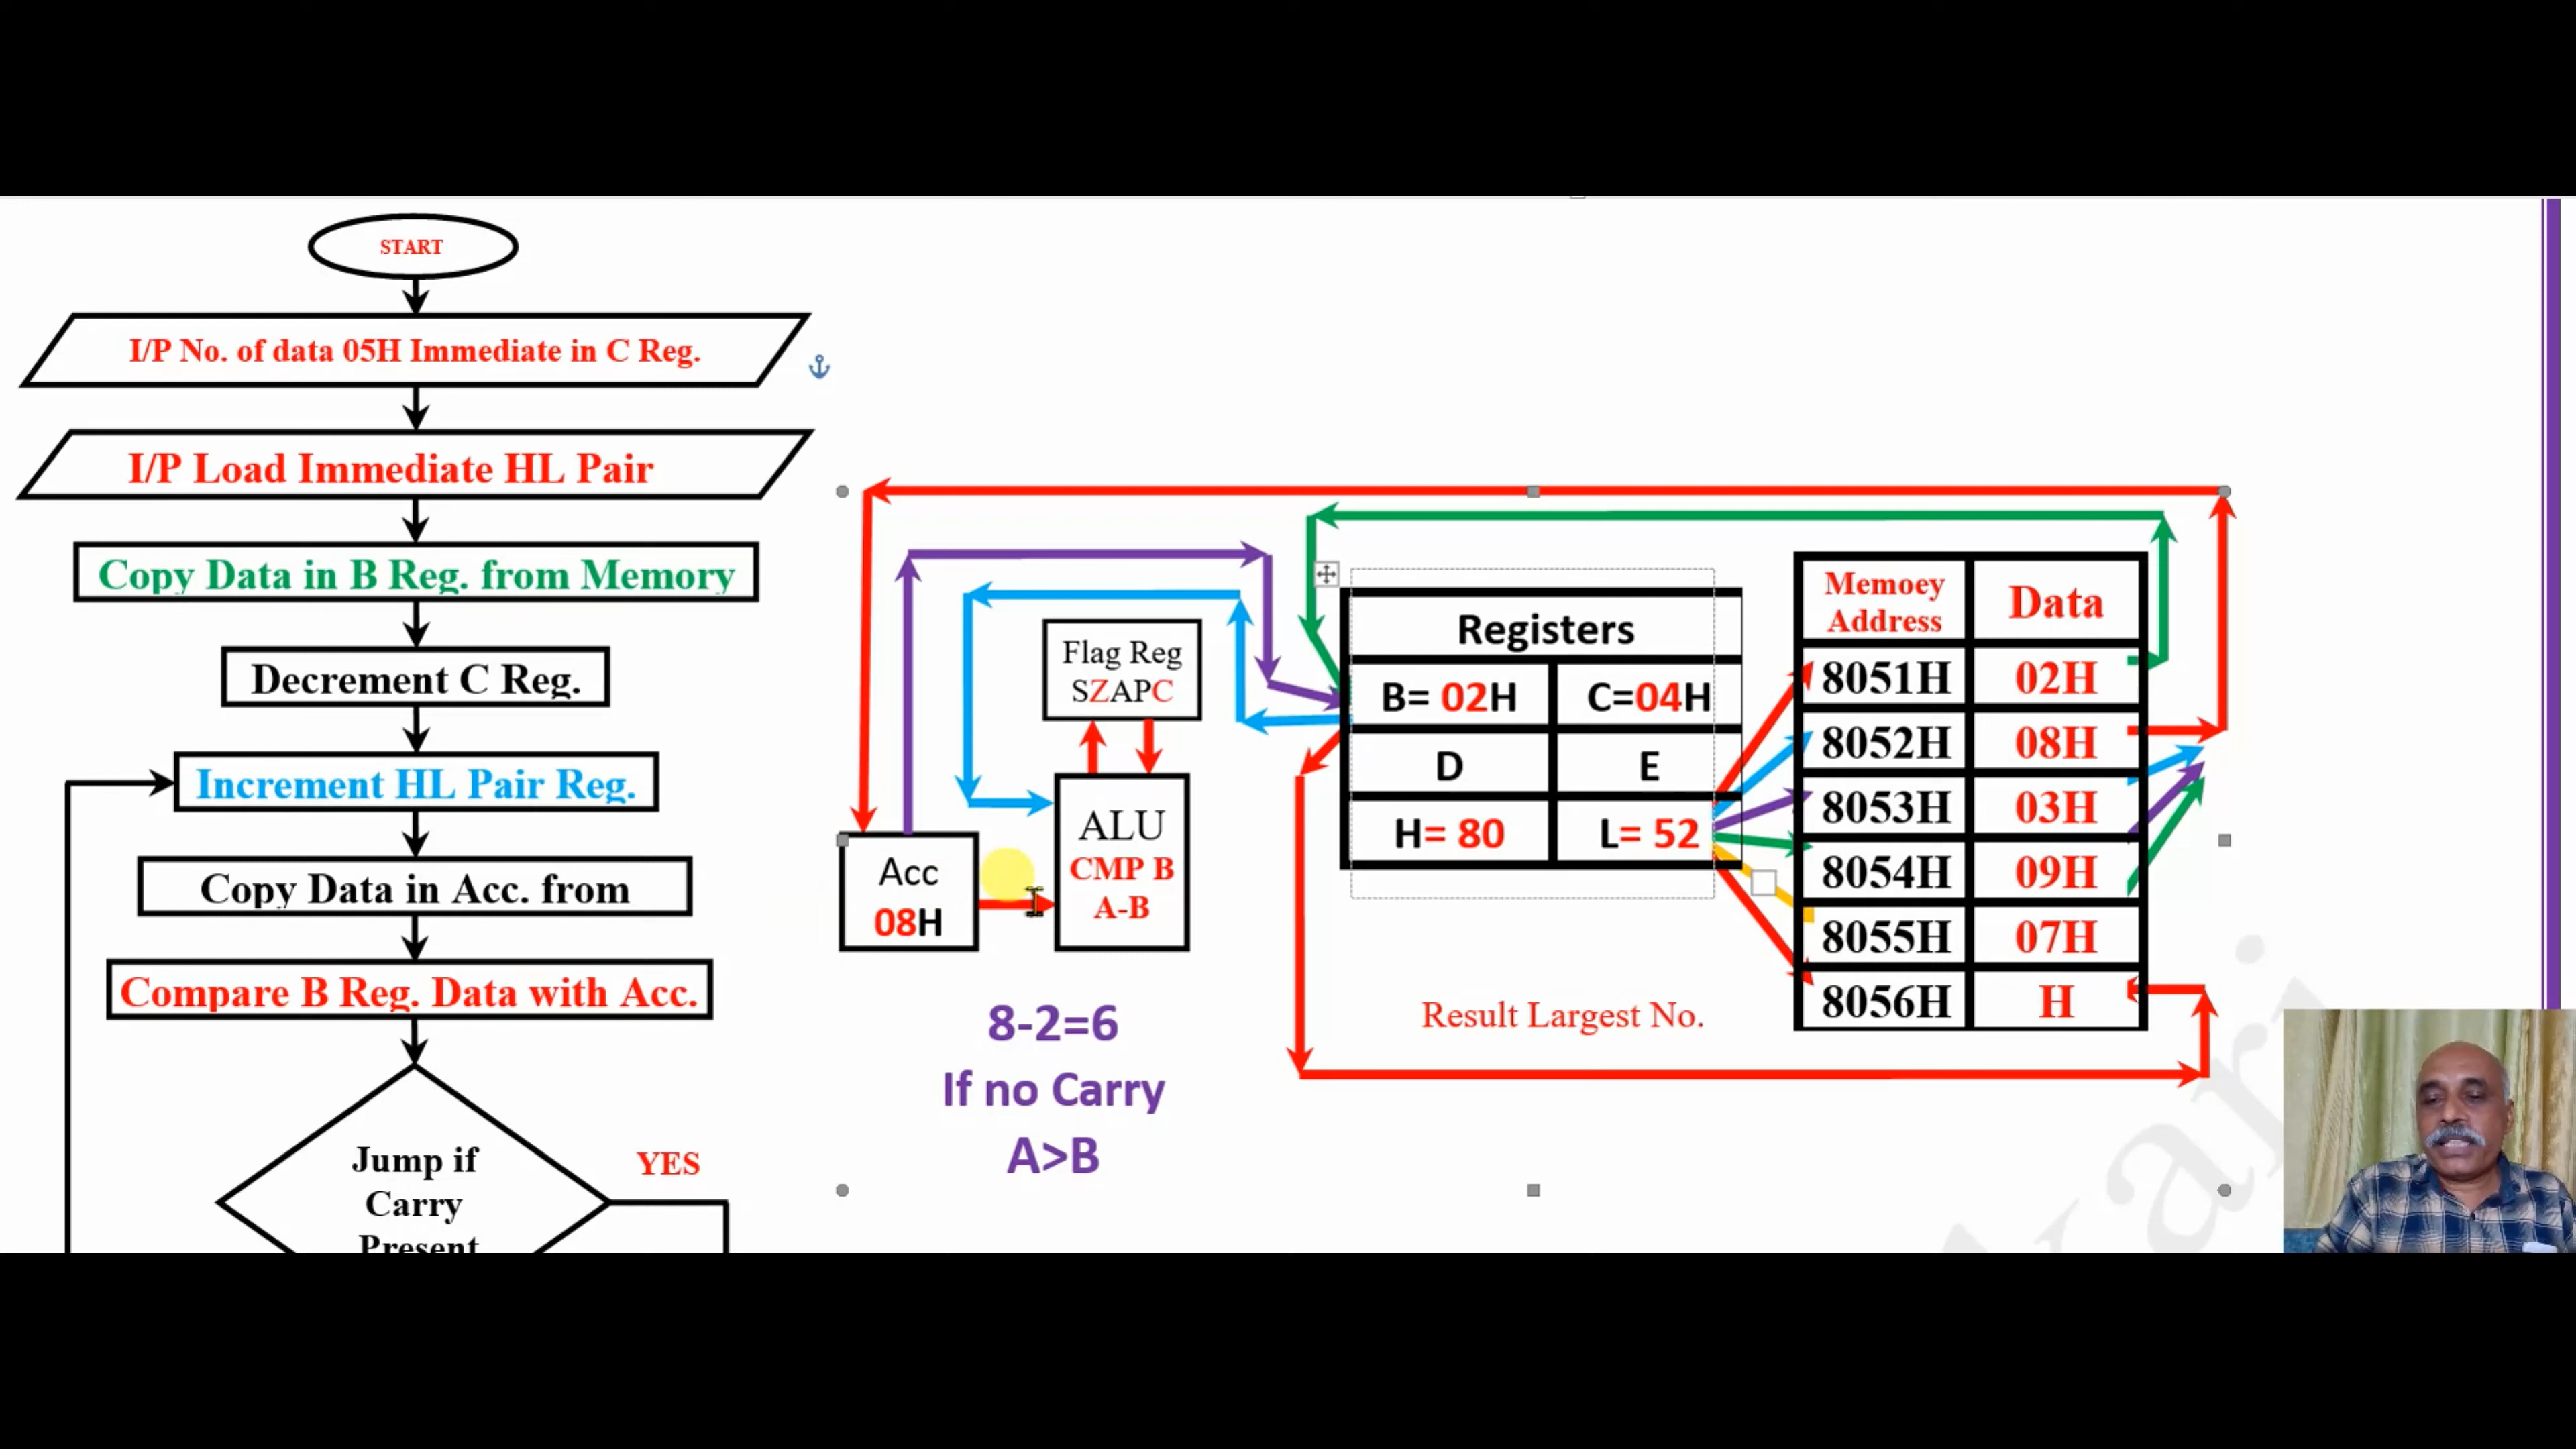 START
I/P No. of data 05H Immediate in C Reg.
I/P Load Immediate HL Pair
Copy Data in B Reg. from Memory
Decrement C Reg.
Increment HL Pair Reg.
Copy Data in Acc. from
Compare B Reg. Data with Acc.
Jump if
Carry
Present
YES
Flag Reg
SZAPC
ALU
CMP B
A-B
Acc
08H
8-2=6
If no Carry
A>B
Registers
B= 02H C=04H
D E
H= 80 L= 52
Result Largest No.
Memoey
Address
Data
8051H 02H
8052H 08H
8053H 03H
8054H 09H
8055H 07H
8056H H